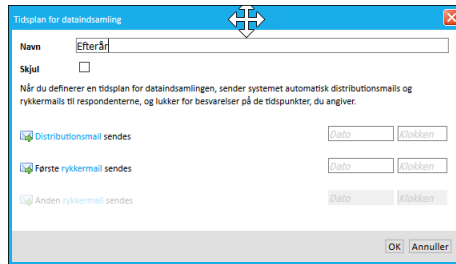 Tidsplan for dataindsamling
Navn Efterår
Skjul
Når du definerer en tidsplan for dataindsamlingen, sender systemet automatisk distributionsmails og
rykkermails til respondenterne, og lukker for besvarelser på de tidspunkter, du angiver.
Distributionsmail sendes Dato Klokken
Første rykkermail sendes Dato Klokken
Anden rykkermail sendes Dato Klokken
OK Annuller